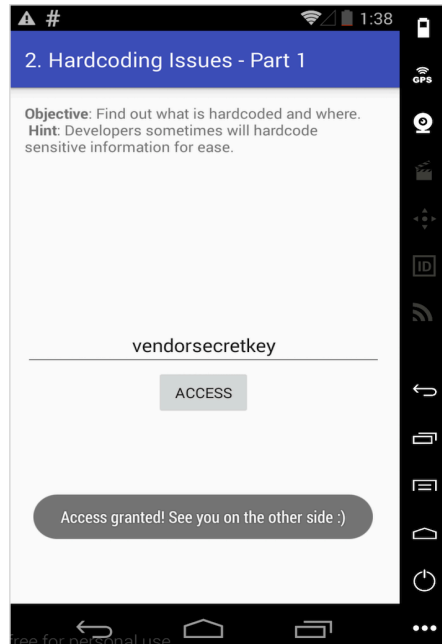 # 1:38
2. Hardcoding Issues - Part 1
GPS
Objective: Find out what is hardcoded and where.
Hint: Developers sometimes will hardcode
sensitive information for ease.
ID
vendorsecretkey
ACCESS
Access granted! See you on the other side :)
free for personal use